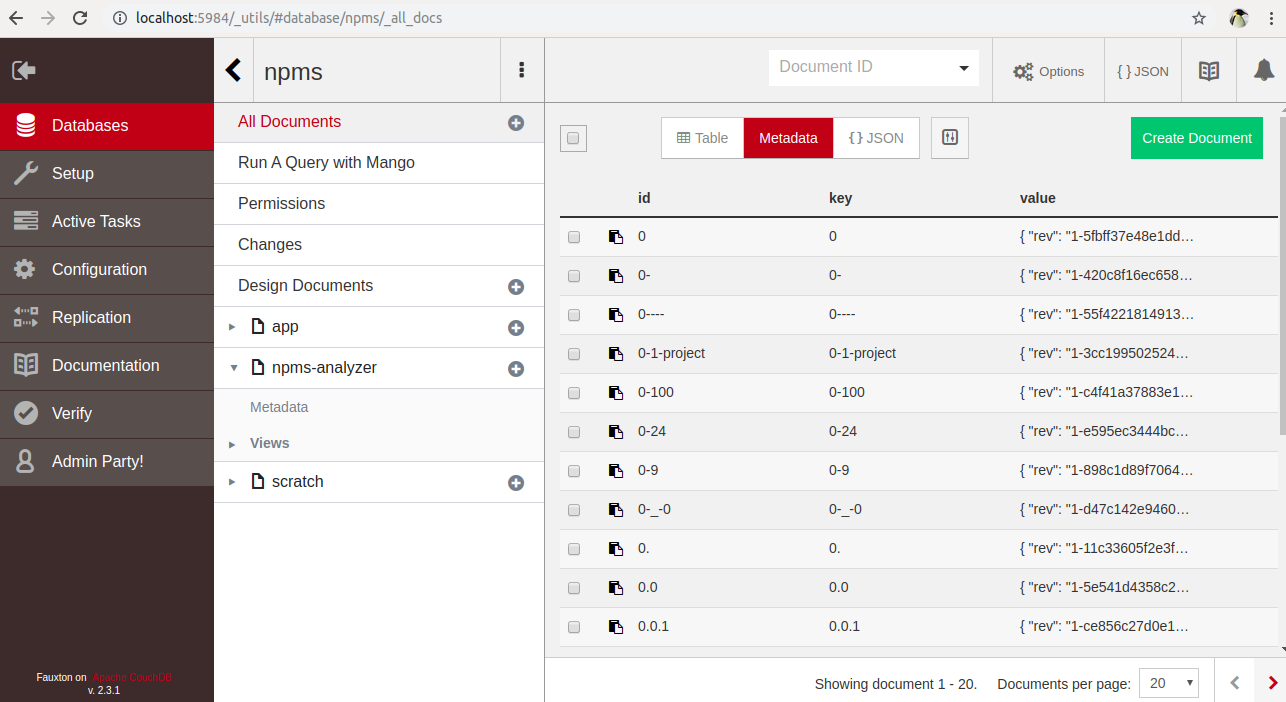 localhost:5984/_utils/#database/npms/_all_docs
npms
Document ID
Options
{ } JSON
Databases
Setup
Active Tasks
Configuration
Replication
Documentation
Verify
Admin Party!
Fauxton on Apache CouchDB
v. 2.3.1
All Documents
Run A Query with Mango
Permissions
Changes
Design Documents
app
npms-analyzer
Metadata
Views
scratch
Table
Metadata
{ } JSON
Create Document
id key value
0 0 { "rev": "1-5fbff37e48e1dd…
0- 0- { "rev": "1-420c8f16ec658…
0---- 0---- { "rev": "1-55f4221814913…
0-1-project 0-1-project { "rev": "1-3cc199502524…
0-100 0-100 { "rev": "1-c4f41a37883e1…
0-24 0-24 { "rev": "1-e595ec3444bc…
0-9 0-9 { "rev": "1-898c1d89f7064…
0-_-0 0-_-0 { "rev": "1-d47c142e9460…
0. 0. { "rev": "1-11c33605f2e3f…
0.0 0.0 { "rev": "1-5e541d4358c2…
0.0.1 0.0.1 { "rev": "1-ce856c27d0e1…
Showing document 1 - 20.
Documents per page: 20